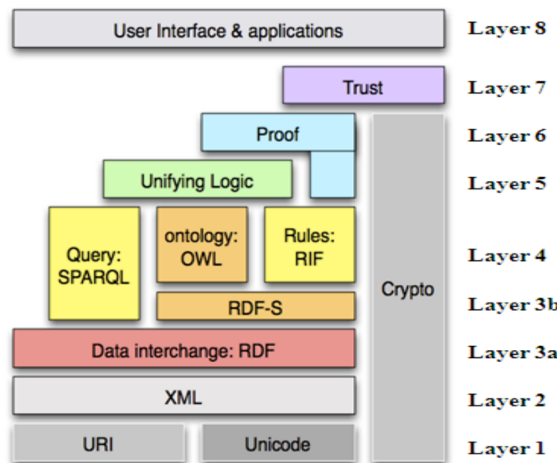 User Interface & applications
Layer 8
Trust
Layer 7
Proof
Layer 6
Unifying Logic
Layer 5
Query:
SPARQL
ontology:
OWL
Rules:
RIF
Layer 4
Crypto
RDF-S
Layer 3b
Data interchange: RDF
Layer 3a
XML
Layer 2
URI
Unicode
Layer 1